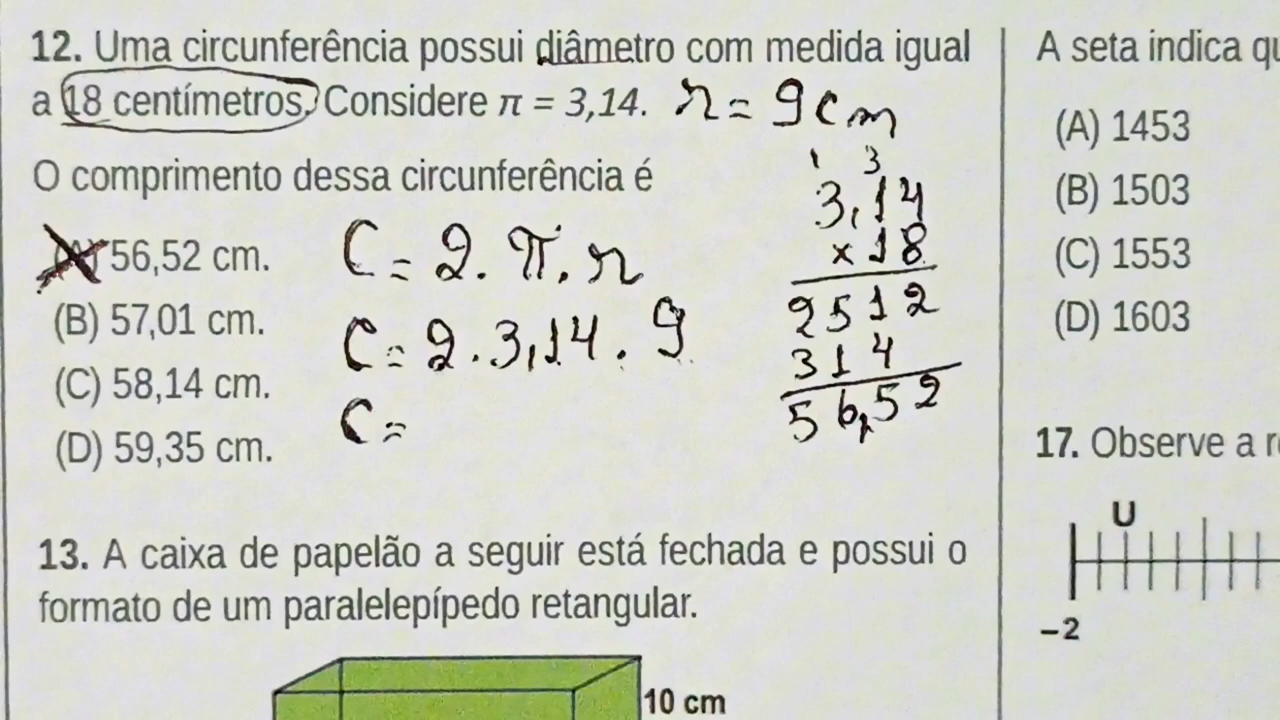 12. Uma circunferência possui diâmetro com medida igual
a 18 centímetros. Considere π = 3,14. r = 9 cm
O comprimento dessa circunferência é
(A) 56,52 cm.
(B) 57,01 cm.
(C) 58,14 cm.
(D) 59,35 cm.
C = 2 . π . r
C = 2 . 3,14 . 9
C =
1 3
3,14
x 18
2512
314
56,52
13. A caixa de papelão a seguir está fechada e possui o
formato de um paralelepípedo retangular.
10 cm
A seta indica
(A) 1453
(B) 1503
(C) 1553
(D) 1603
17. Observe a
U
−2